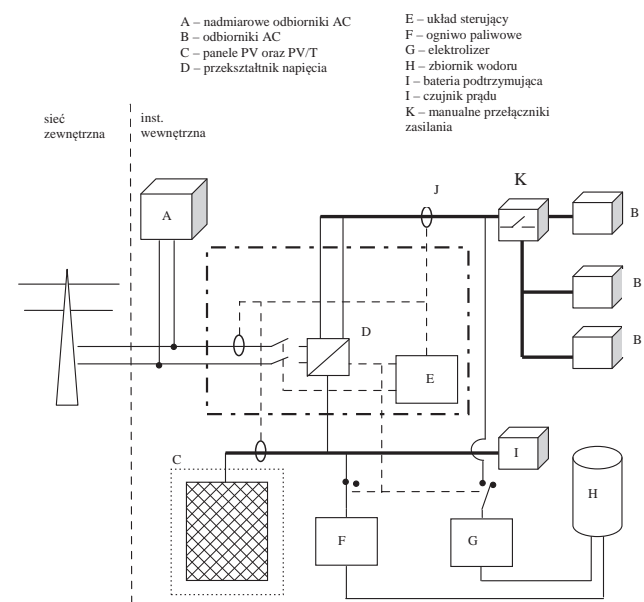 A – nadmiarowe odbiorniki AC
B – odbiorniki AC
C – panele PV oraz PV/T
D – przekształtnik napięcia
E – układ sterujący
F – ogniwo paliwowe
G – elektrolizer
H – zbiornik wodoru
I – bateria podtrzymująca
I – czujnik prądu
K – manualne przełączniki
zasilania
sieć
zewnętrzna
inst.
wewnętrzna
A
J
K
B
B
B
D
E
C
I
H
F
G